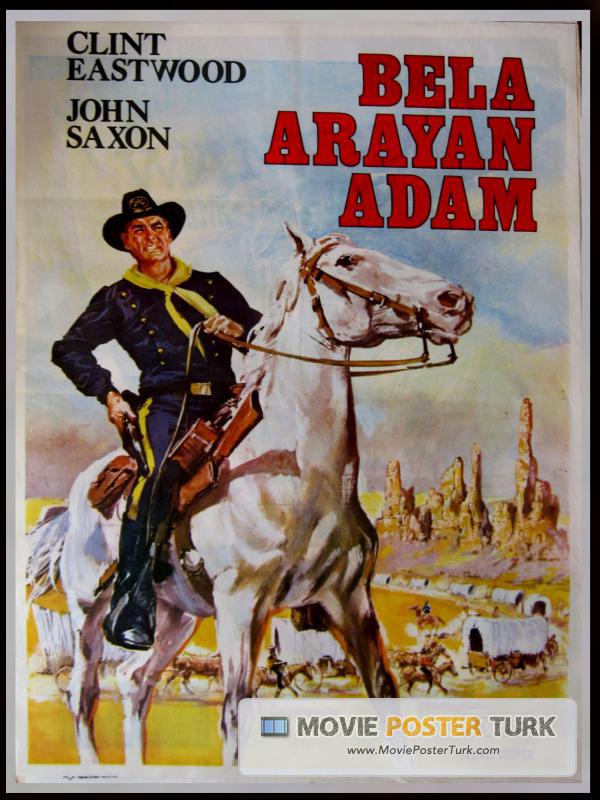 CLINT
EASTWOOD
JOHN
SAXON
BELA
ARAYAN
ADAM
MOVIE POSTER TURK
www.MoviePosterTurk.com